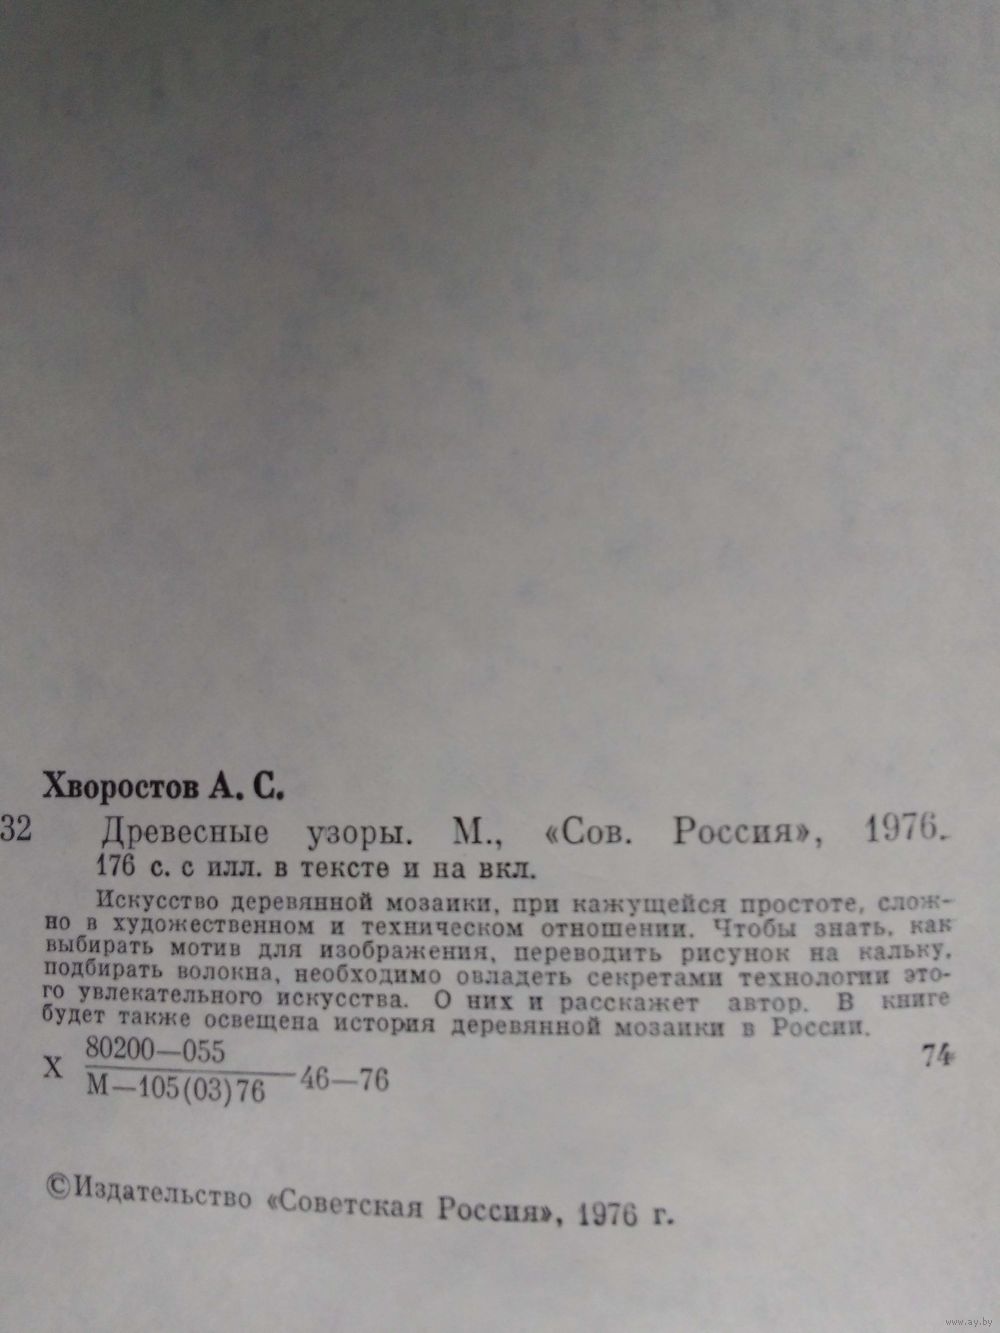 Хворостов А. С.
32 Древесные узоры. М., «Сов. Россия», 1976.
176 с. с илл. в тексте и на вкл.
Искусство деревянной мозаики, при кажущейся простоте, слож-
но в художественном и техническом отношении. Чтобы знать, как
выбирать мотив для изображения, переводить рисунок на кальку,
подбирать волокна, необходимо овладеть секретами технологии это-
го увлекательного искусства. О них и расскажет автор. В книге
будет также освещена история деревянной мозаики в России.
80200—055
Х М—105(03)76 —46—76 74
©Издательство «Советская Россия», 1976 г.
www.ay.by